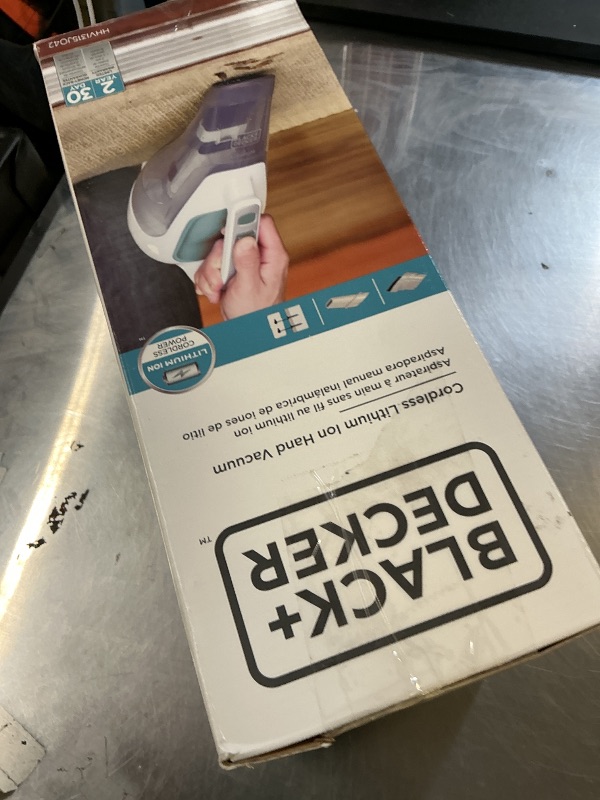 BLACK+
DECKER
TM
Cordless Lithium Ion Hand Vacuum
Aspirateur à main sans fil au lithium ion
Aspiradora manual inalámbrica de iones de litio
LITHIUM ION
CORDLESS
POWER
TM
2
YEAR
30
DAY
HHVI315JO42